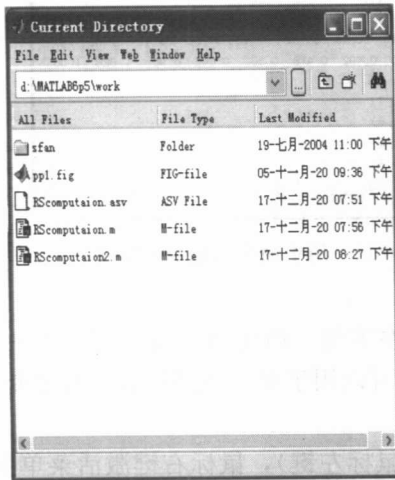 Current Directory
File Edit View Web Window Help
d:\MATLAB6p5\work
...
All Files File Type Last Modified
sfan Folder 19-七月-2004 11:00 下午
pp1.fig FIG-file 05-十一月-20 09:36 下午
RScomputaion.asv ASV File 17-十二月-20 07:51 下午
RScomputaion.m M-file 17-十二月-20 07:56 下午
RScomputaion2.m M-file 17-十二月-20 08:27 下午